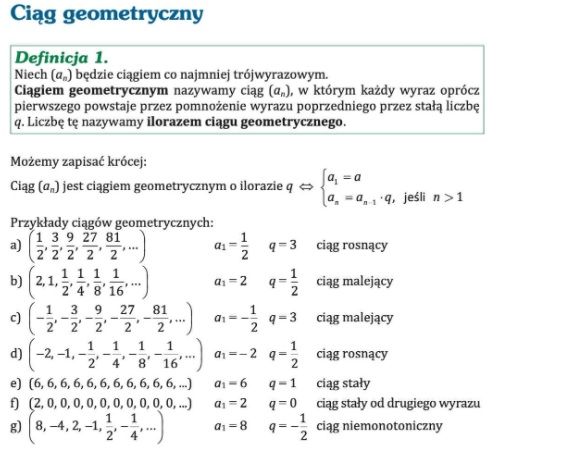 Ciąg geometryczny
Definicja 1.
Niech (aₙ) będzie ciągiem co najmniej trójwyrazowym.
Ciągiem geometrycznym nazywamy ciąg (aₙ), w którym każdy wyraz oprócz
pierwszego powstaje przez pomnożenie wyrazu poprzedniego przez stałą liczbę
q. Liczbę tę nazywamy ilorazem ciągu geometrycznego.
Możemy zapisać krócej:
Ciąg (aₙ) jest ciągiem geometrycznym o ilorazie q ⇔ { a₁ = a
aₙ = aₙ₋₁ · q, jeśli n > 1
Przykłady ciągów geometrycznych:
a) (1/2, 3/2, 9/2, 27/2, 81/2, ...) a₁ = 1/2 q = 3 ciąg rosnący
b) (2, 1, 1/2, 1/4, 1/8, 1/16, ...) a₁ = 2 q = 1/2 ciąg malejący
c) (-1/2, -3/2, -9/2, -27/2, -81/2, ...) a₁ = -1/2 q = 3 ciąg malejący
d) (-2, -1, -1/2, -1/4, -1/8, -1/16, ...) a₁ = -2 q = 1/2 ciąg rosnący
e) (6, 6, 6, 6, 6, 6, 6, 6, 6, 6, 6, ...) a₁ = 6 q = 1 ciąg stały
f) (2, 0, 0, 0, 0, 0, 0, 0, 0, 0, 0, ...) a₁ = 2 q = 0 ciąg stały od drugiego wyrazu
g) (8, -4, 2, -1, 1/2, -1/4, ...) a₁ = 8 q = -1/2 ciąg niemonotoniczny